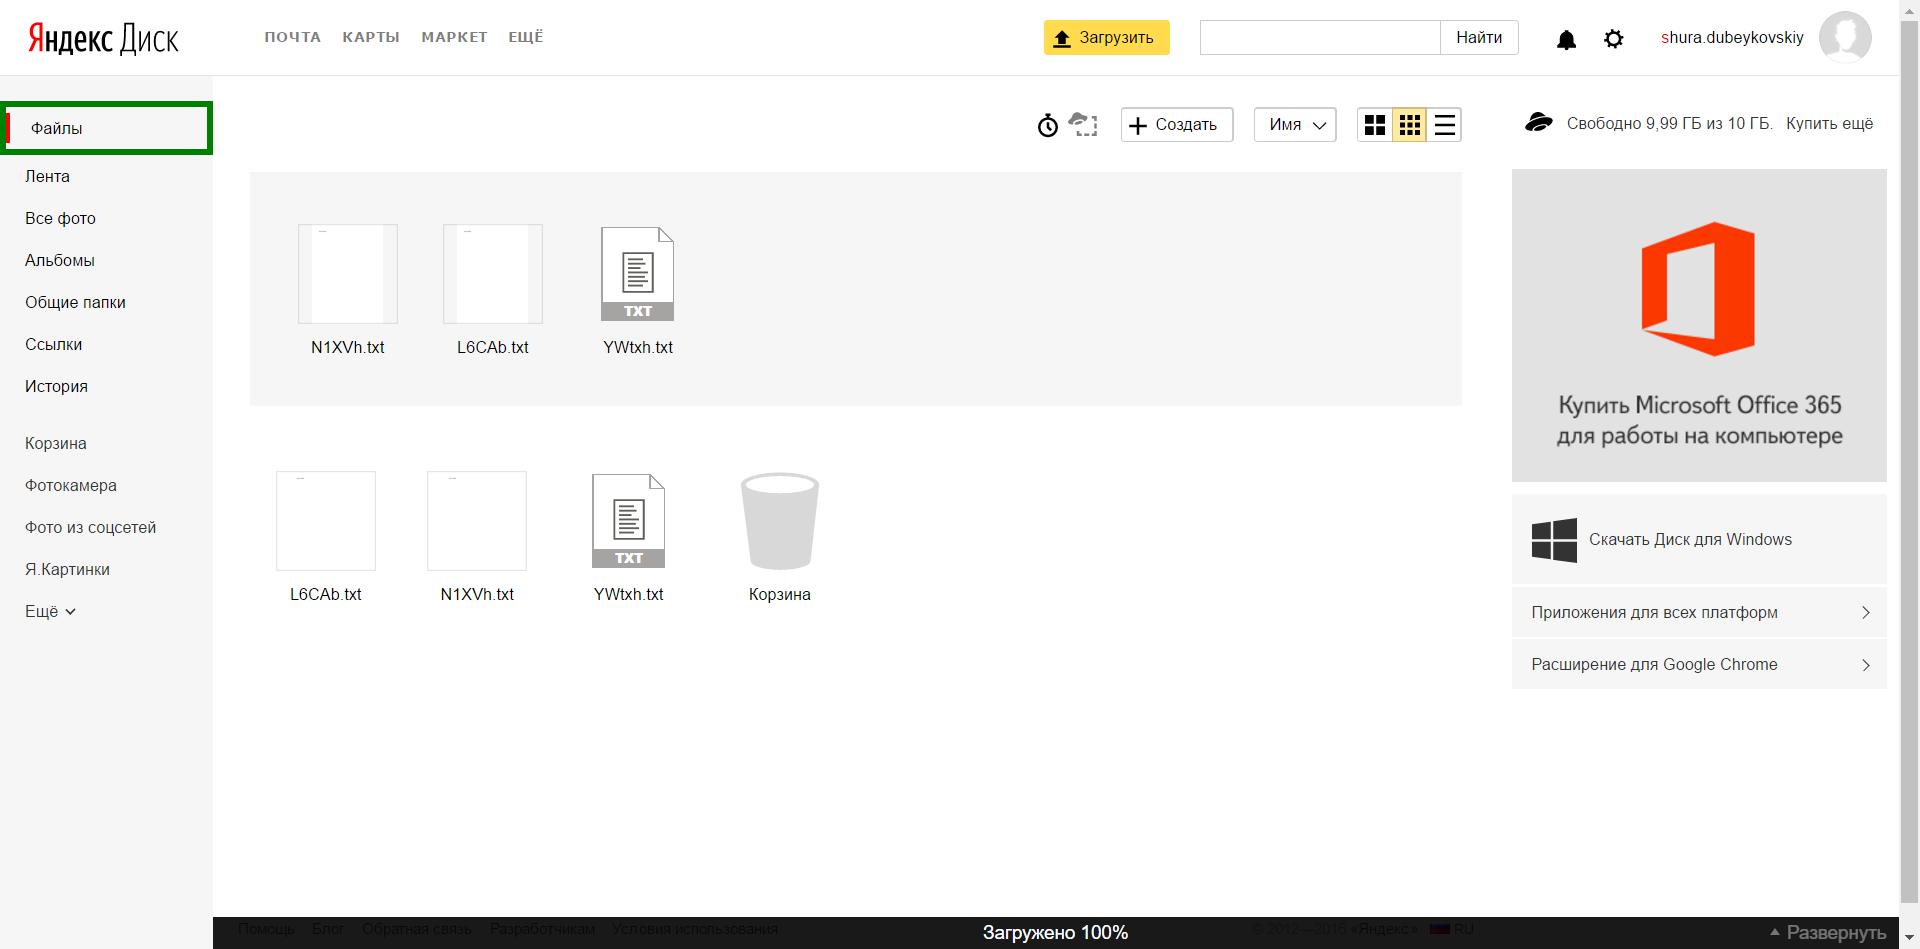 Яндекс Диск
ПОЧТА КАРТЫ МАРКЕТ ЕЩЁ
Загрузить
Найти
shura.dubeykovskiy
Файлы
Лента
Все фото
Альбомы
Общие папки
Ссылки
История
Корзина
Фотокамера
Фото из соцсетей
Я.Картинки
Ещё
Создать
Имя
Свободно 9,99 ГБ из 10 ГБ. Купить ещё
TXT
N1XVh.txt L6CAb.txt YWtxh.txt
TXT
L6CAb.txt N1XVh.txt YWtxh.txt Корзина
Купить Microsoft Office 365
для работы на компьютере
Скачать Диск для Windows
Приложения для всех платформ
Расширение для Google Chrome
Помощь Блог Обратная связь Разработчикам Условия использования
Загружено 100%
© 2012—2016 «Яндекс» RU
Развернуть